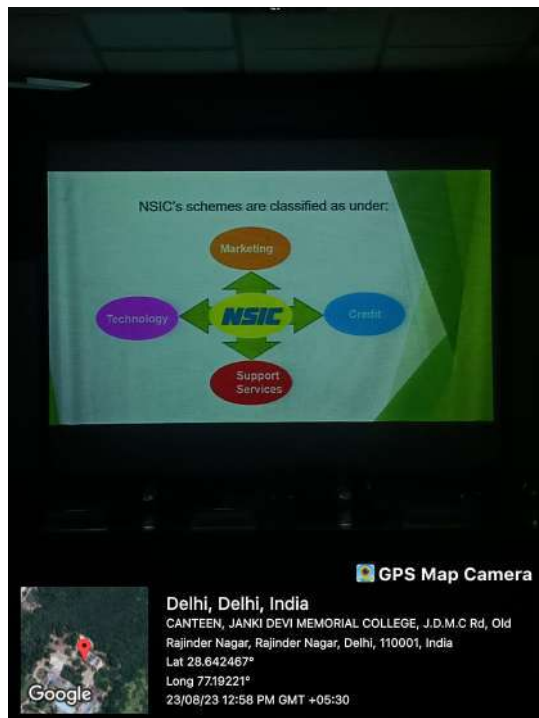 NSIC's schemes are classified as under:
Marketing
Technology
NSIC
Credit
Support
Services
GPS Map Camera
Delhi, Delhi, India
CANTEEN, JANKI DEVI MEMORIAL COLLEGE, J.D.M.C Rd, Old
Rajinder Nagar, Rajinder Nagar, Delhi, 110001, India
Lat 28.642467°
Long 77.19221°
23/08/23 12:58 PM GMT +05:30
Google